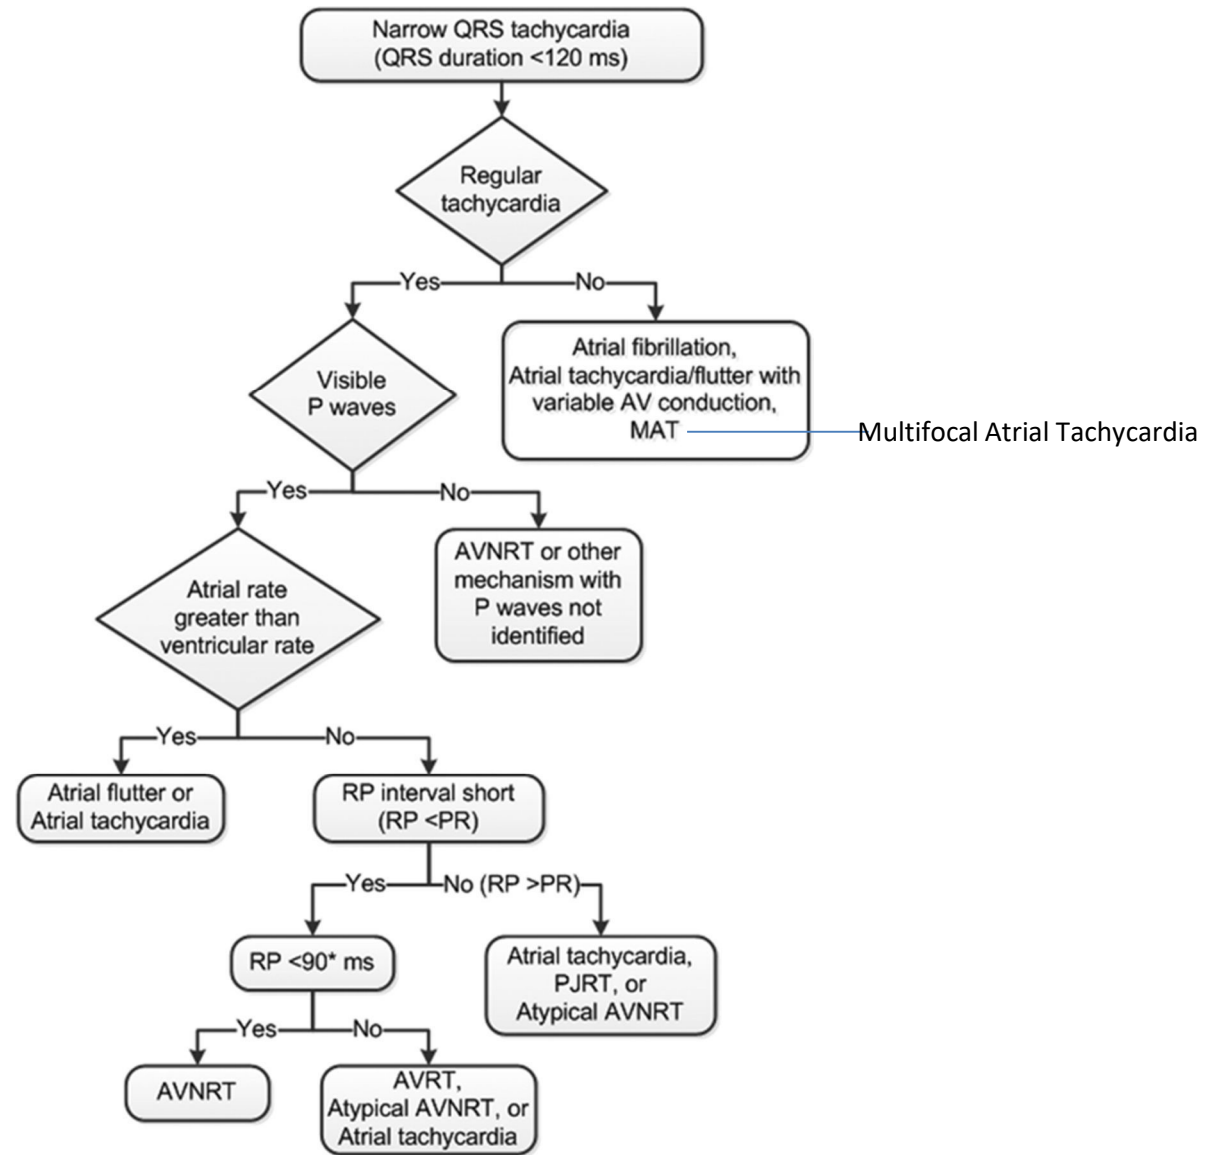 Narrow QRS tachycardia
(QRS duration <120 ms)
Regular
tachycardia
Yes
No
Visible
P waves
Atrial fibrillation,
Atrial tachycardia/flutter with
variable AV conduction,
MAT
Multifocal Atrial Tachycardia
Yes
No
Atrial rate
greater than
ventricular rate
AVNRT or other
mechanism with
P waves not
identified
Yes
No
Atrial flutter or
Atrial tachycardia
RP interval short
(RP <PR)
Yes
No (RP >PR)
RP <90* ms
Atrial tachycardia,
PJRT, or
Atypical AVNRT
Yes
No
AVNRT
AVRT,
Atypical AVNRT, or
Atrial tachycardia